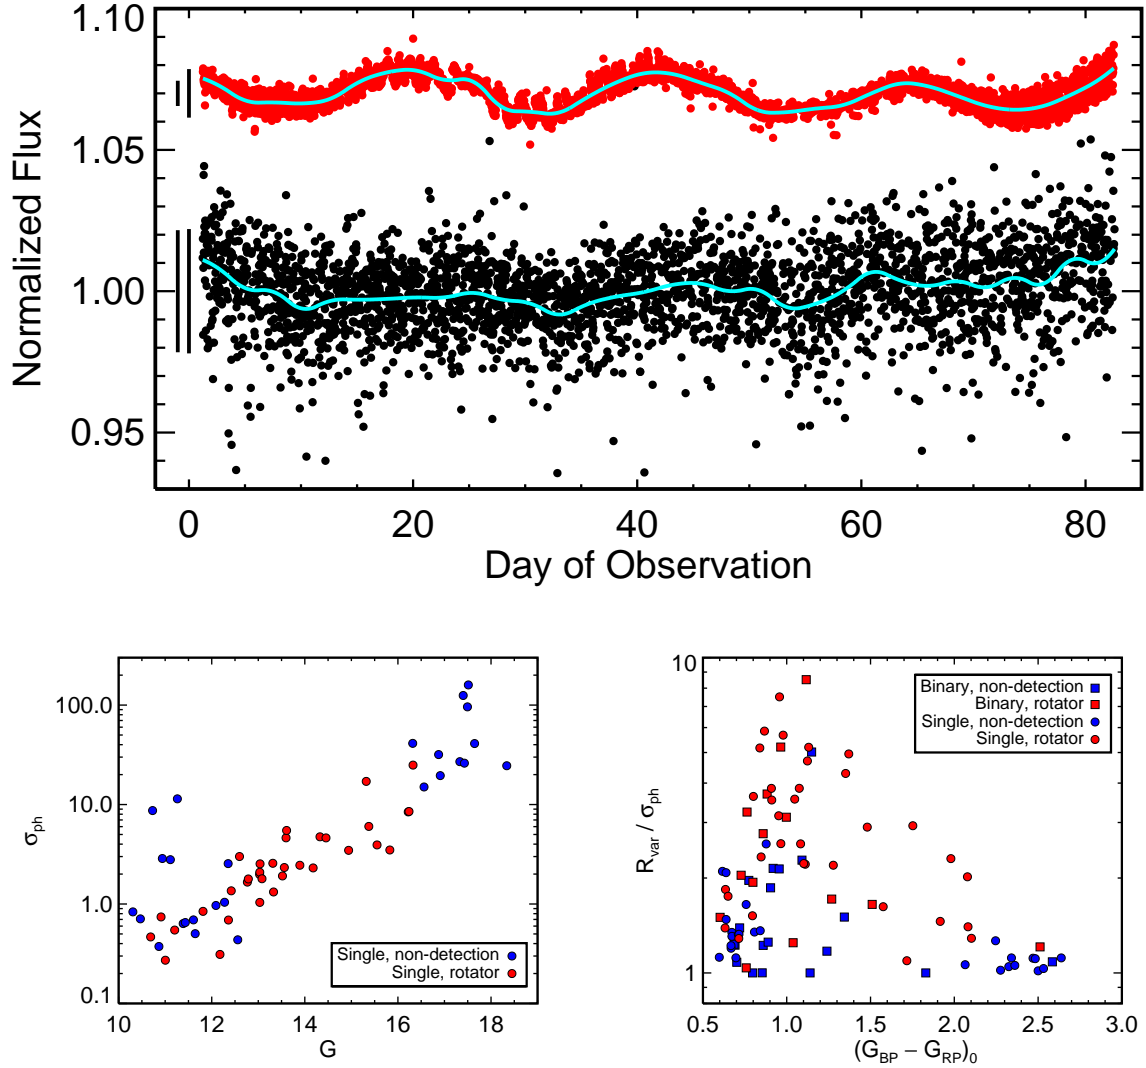 1.10
1.05
1.00
0.95
Normalized Flux
0 20 40 60 80
Day of Observation
100.0
10.0
1.0
0.1
σph
Single, non-detection
Single, rotator
10 12 14 16 18
G
10
1
Rvar / σph
Binary, non-detection
Binary, rotator
Single, non-detection
Single, rotator
0.5 1.0 1.5 2.0 2.5 3.0
(GBP − GRP)0